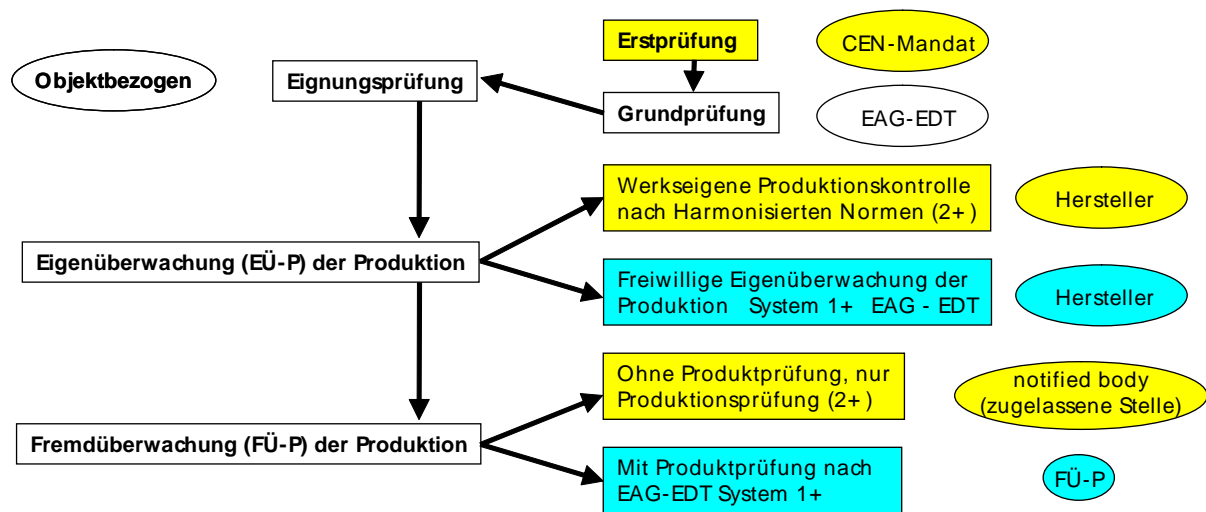 Erstprüfung
CEN-Mandat
Objektbezogen
Eignungsprüfung
Grundprüfung
EAG-EDT
Werkseigene Produktionskontrolle
nach Harmonisierten Normen (2+)
Hersteller
Eigenüberwachung (EÜ-P) der Produktion
Freiwillige Eigenüberwachung der
Produktion System 1+ EAG - EDT
Hersteller
Ohne Produktprüfung, nur
Produktionsprüfung (2+)
notified body
(zugelassene Stelle)
Fremdüberwachung (FÜ-P) der Produktion
Mit Produktprüfung nach
EAG-EDT System 1+
FÜ-P